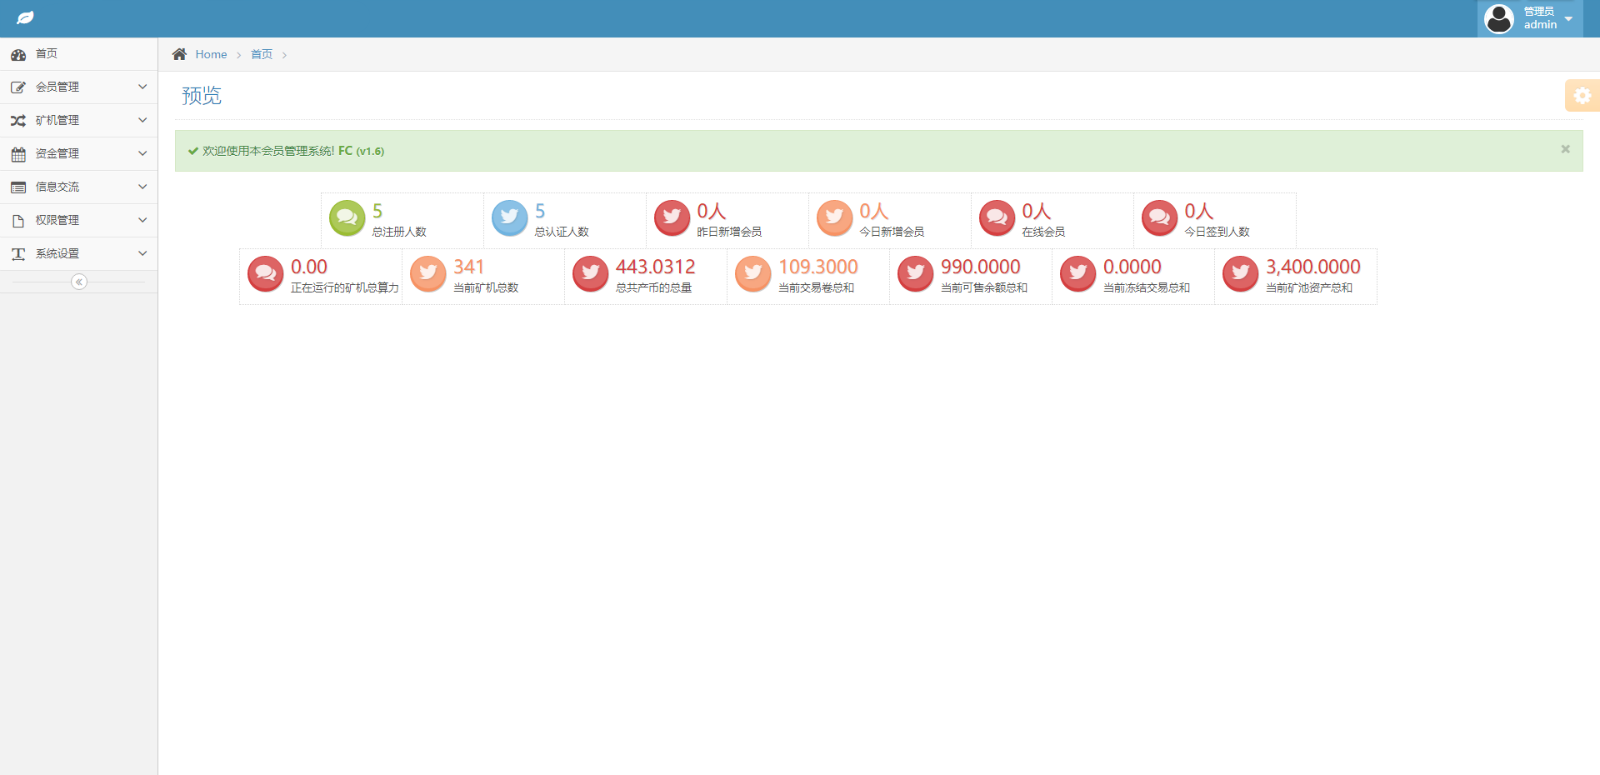 管理员
admin
首页
会员管理
矿机管理
资金管理
信息交流
权限管理
系统设置
Home > 首页 >
预览
欢迎使用本会员管理系统! FC (v1.6)
5
总注册人数
5
总认证人数
0人
昨日新增会员
0人
今日新增会员
0人
在线会员
0人
今日签到人数
0.00
正在运行的矿机总算力
341
当前矿机总数
443.0312
总共产币的总量
109.3000
当前交易卷总和
990.0000
当前可售余额总和
0.0000
当前冻结交易总和
3,400.0000
当前矿池资产总和